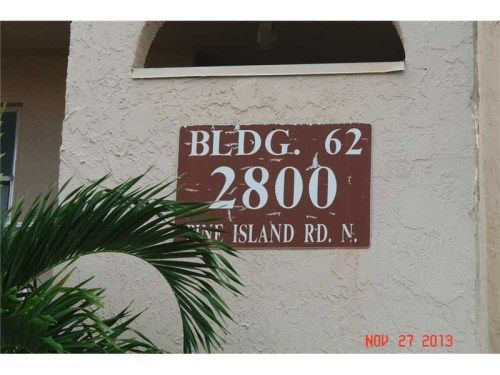 BLDG. 62
2800
PINE ISLAND RD. N.
NOV 27 2013